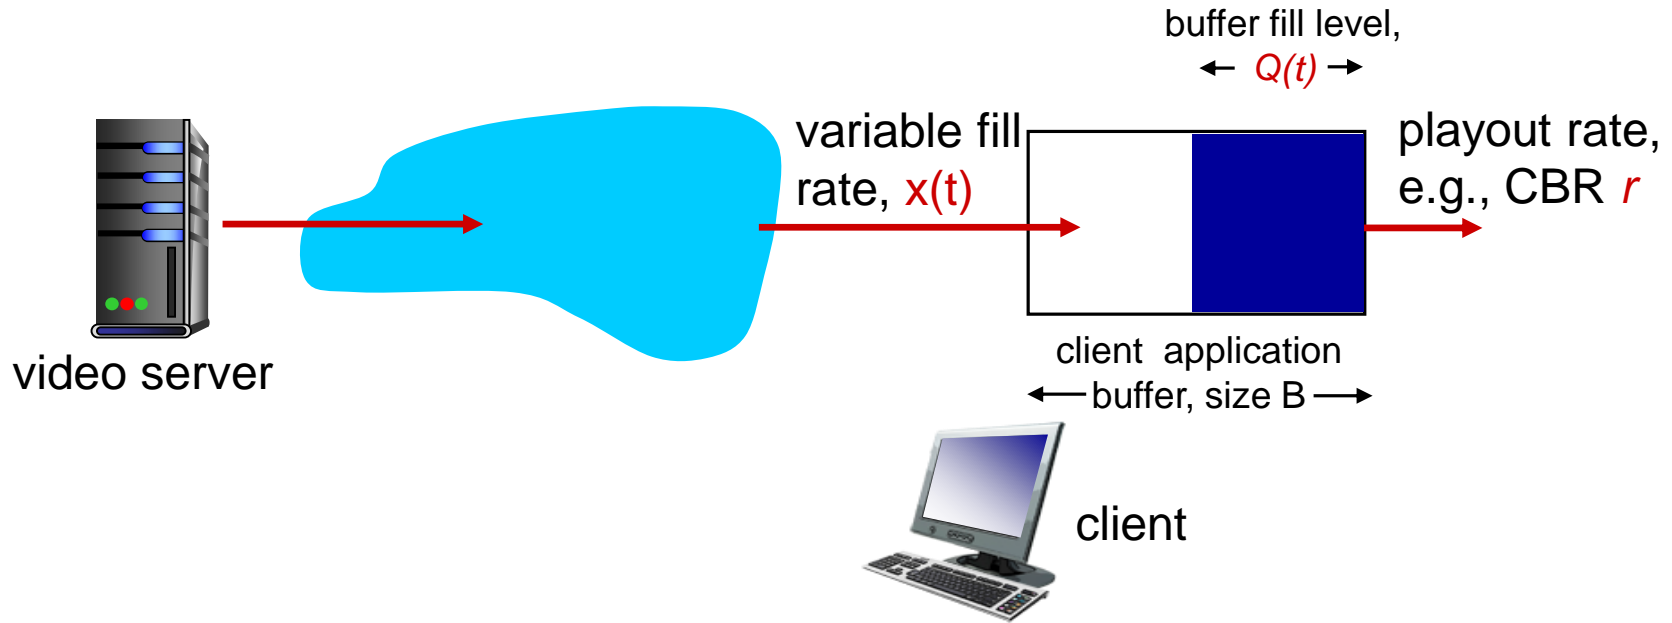 buffer fill level,
Q(t)
variable fill
rate, x(t)
playout rate,
e.g., CBR r
video server
client application
buffer, size B
client